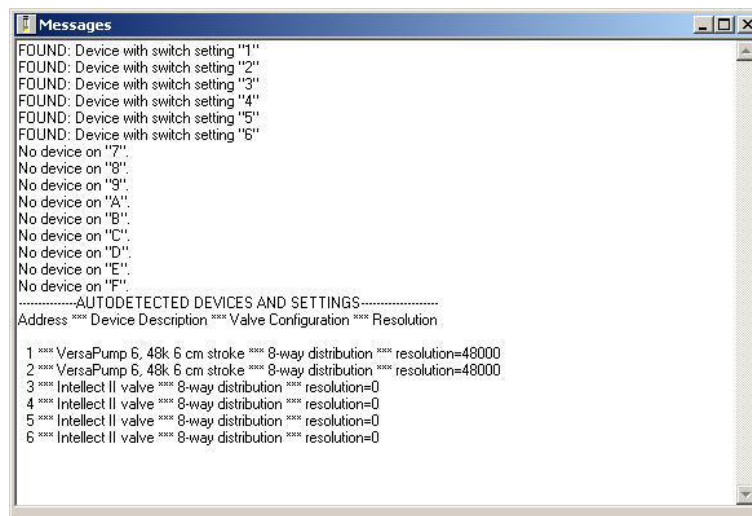 Messages
FOUND: Device with switch setting "1"
FOUND: Device with switch setting "2"
FOUND: Device with switch setting "3"
FOUND: Device with switch setting "4"
FOUND: Device with switch setting "5"
FOUND: Device with switch setting "6"
No device on "7".
No device on "8".
No device on "9".
No device on "A".
No device on "B".
No device on "C".
No device on "D".
No device on "E".
No device on "F".
---------------AUTODETECTED DEVICES AND SETTINGS--------------------
Address *** Device Description *** Valve Configuration *** Resolution
1 *** VersaPump 6, 48k 6 cm stroke *** 8-way distribution *** resolution=48000
2 *** VersaPump 6, 48k 6 cm stroke *** 8-way distribution *** resolution=48000
3 *** Intellect II valve *** 8-way distribution *** resolution=0
4 *** Intellect II valve *** 8-way distribution *** resolution=0
5 *** Intellect II valve *** 8-way distribution *** resolution=0
6 *** Intellect II valve *** 8-way distribution *** resolution=0